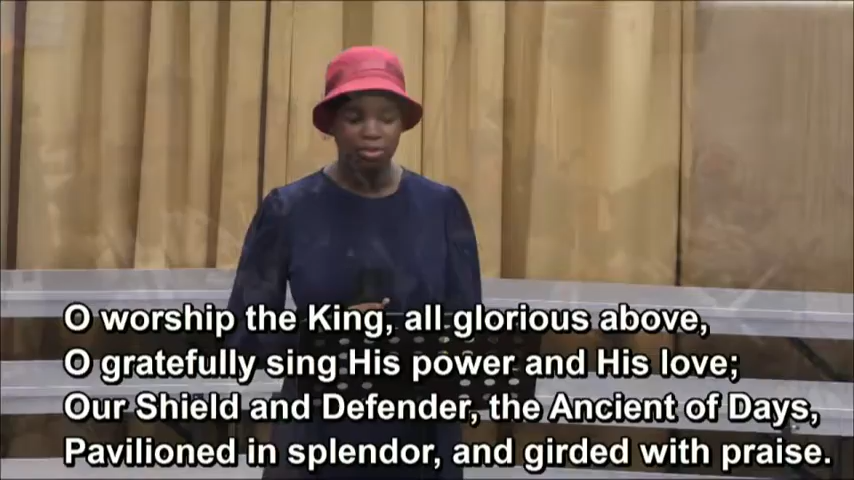 O worship the King, all glorious above,
O gratefully sing His power and His love;
Our Shield and Defender, the Ancient of Days,
Pavilioned in splendor, and girded with praise.